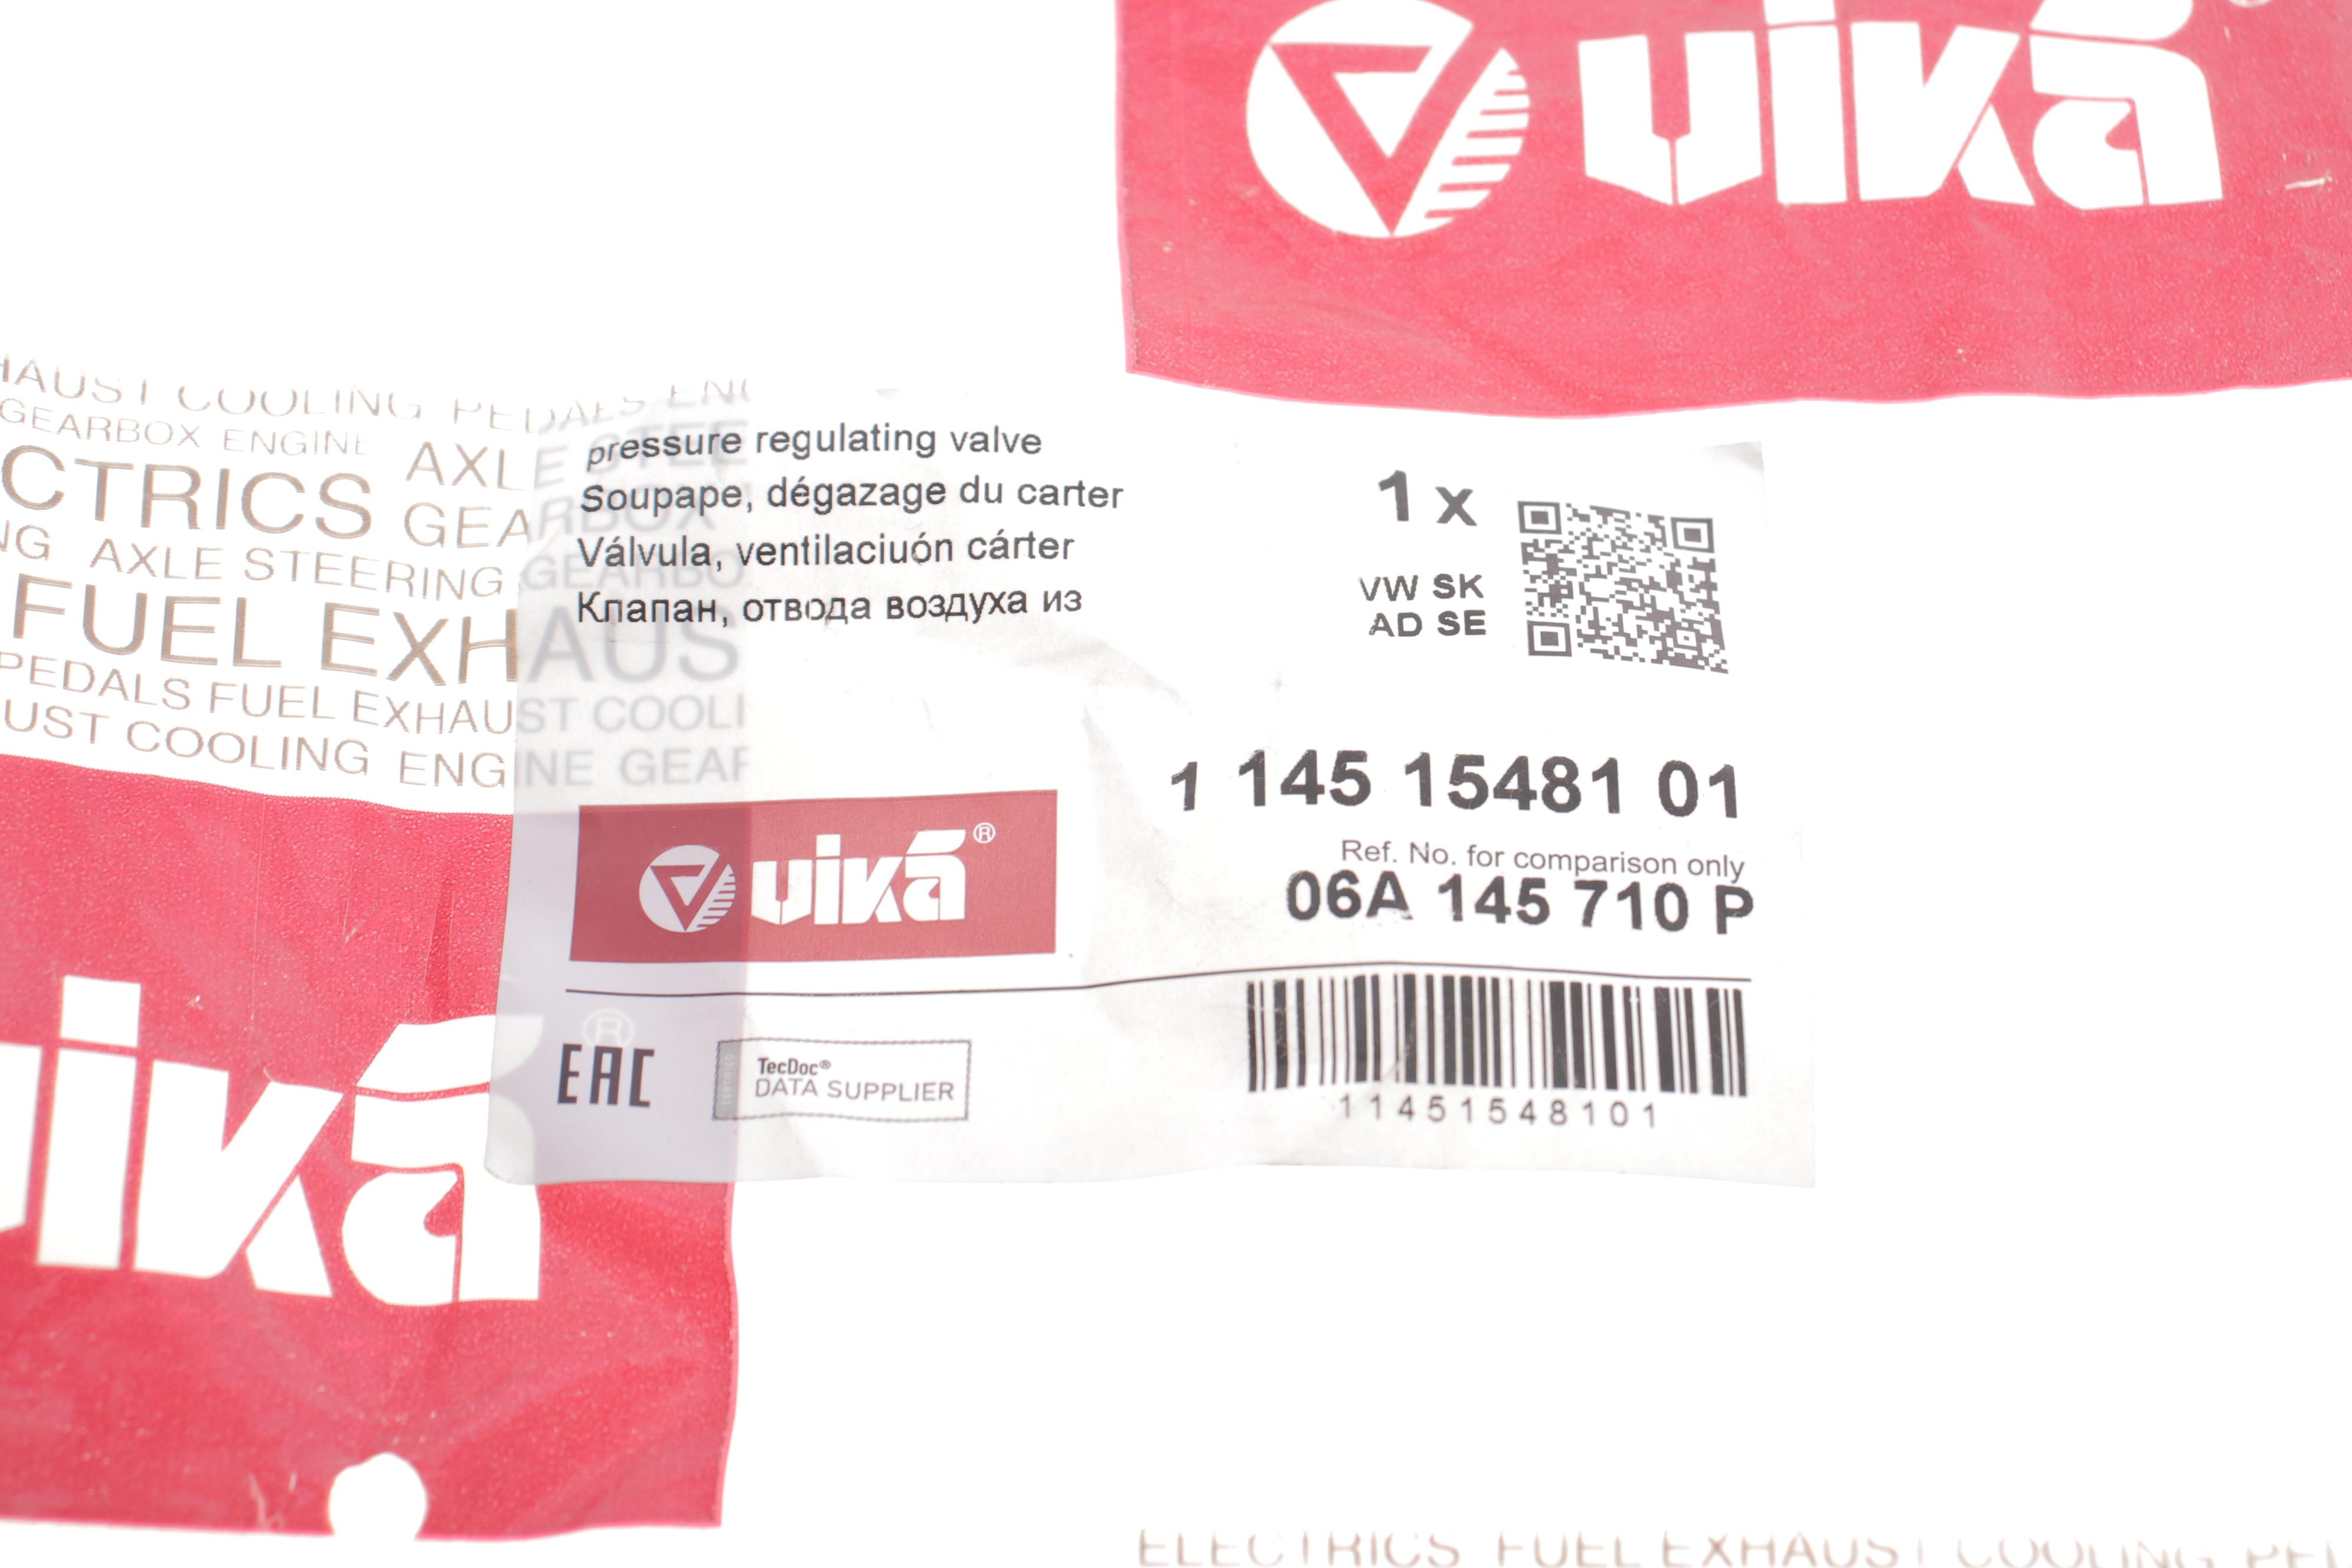 vika
HAUST COOLING PEDALS ENG
GEARBOX ENGINE AXLE STEE
CTRICS GEARBOX
NG AXLE STEERING GEARBO
FUEL EXHAUS
PEDALS FUEL EXHAUST COOLI
UST COOLING ENGINE GEAR
pressure regulating valve
Soupape, dégazage du carter
Válvula, ventilaciuón cárter
Клапан, отвода воздуха из
1 x
VW SK
AD SE
1 145 15481 01
Ref. No. for comparison only
06A 145 710 P
vika®
EAC
TecDoc®
DATA SUPPLIER
11451548101
vika®
ELECTRICS FUEL EXHAUST COOLING PE